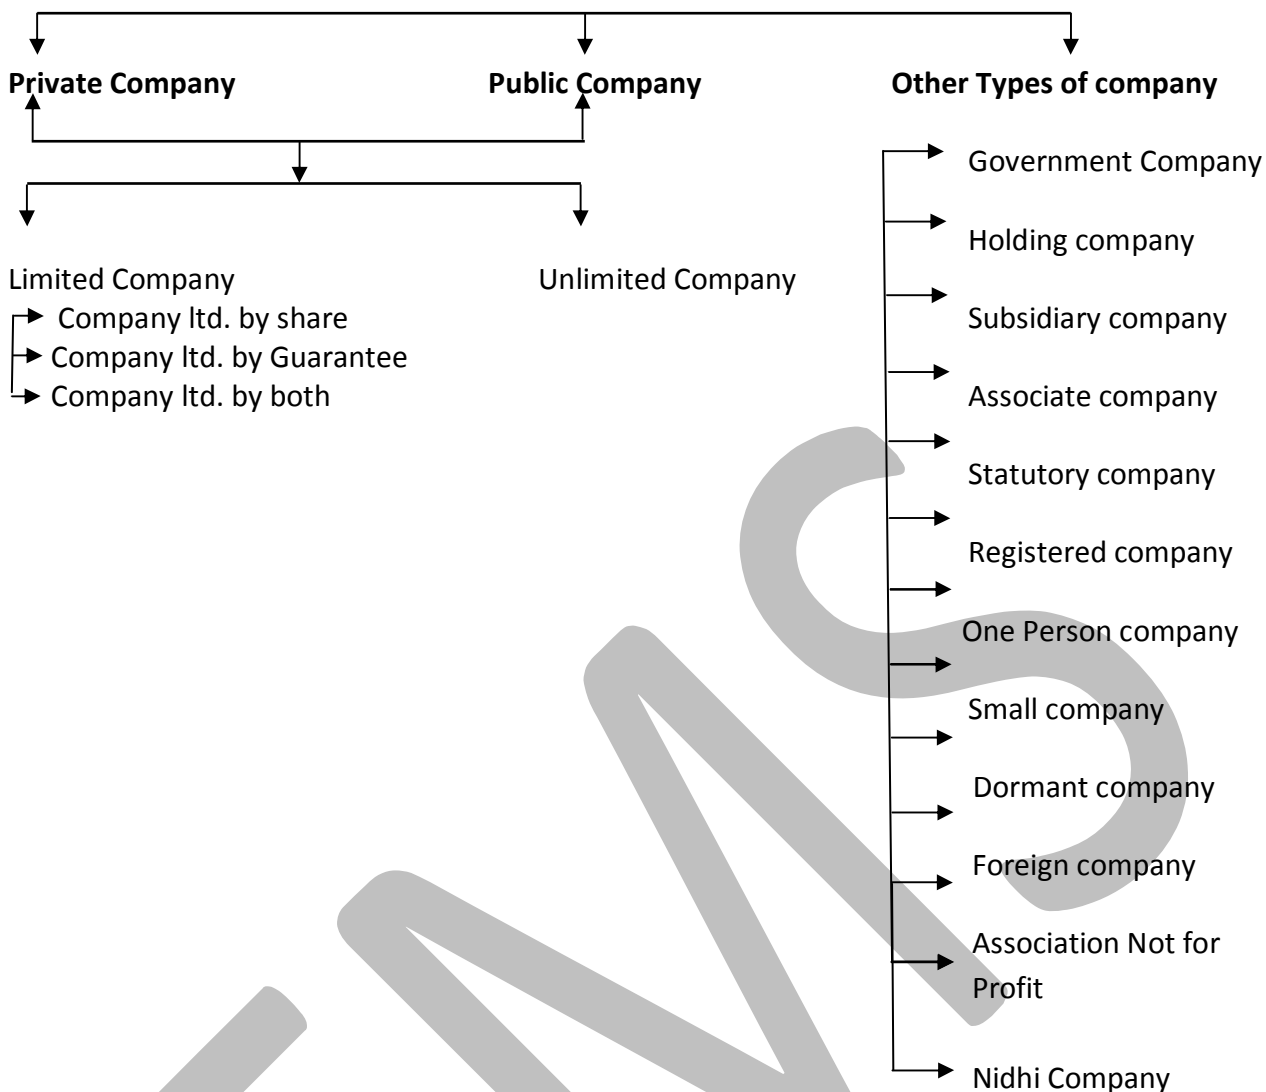 Private Company
Public Company
Other Types of company
Limited Company
Company ltd. by share
Company ltd. by Guarantee
Company ltd. by both
Unlimited Company
Government Company
Holding company
Subsidiary company
Associate company
Statutory company
Registered company
One Person company
Small company
Dormant company
Foreign company
Association Not for
Profit
Nidhi Company